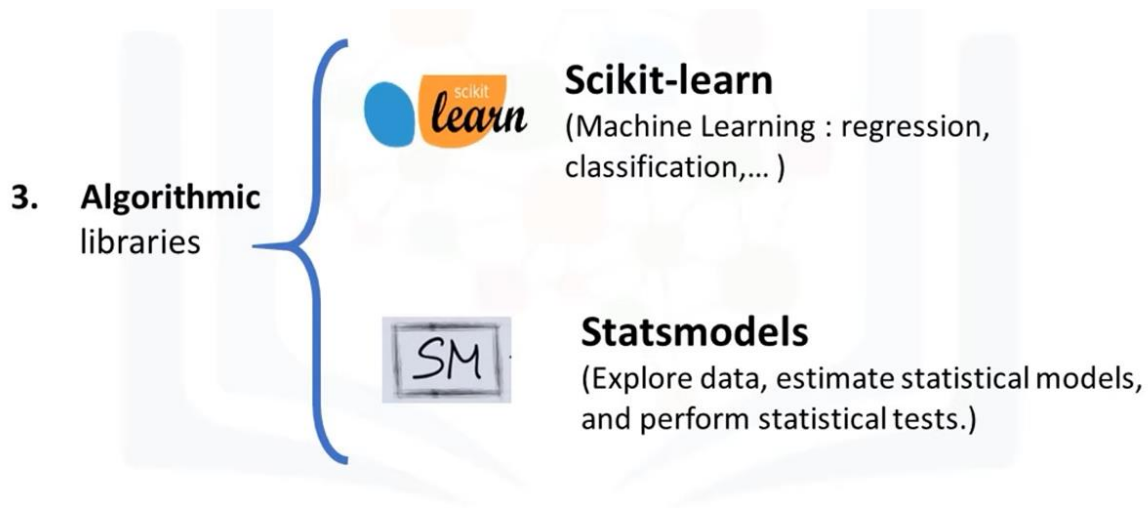 scikit
learn
Scikit-learn
(Machine Learning : regression,
classification,... )
3. Algorithmic
libraries
SM
Statsmodels
(Explore data, estimate statistical models,
and perform statistical tests.)